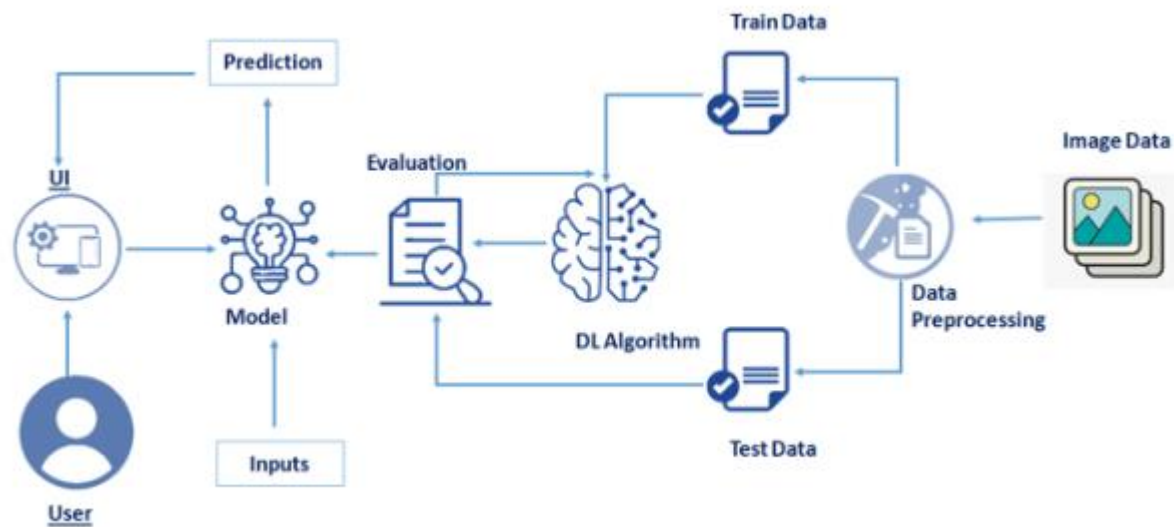 Train Data
Prediction
Image Data
Evaluation
UI
Data
Preprocessing
Model
DL Algorithm
Test Data
Inputs
User